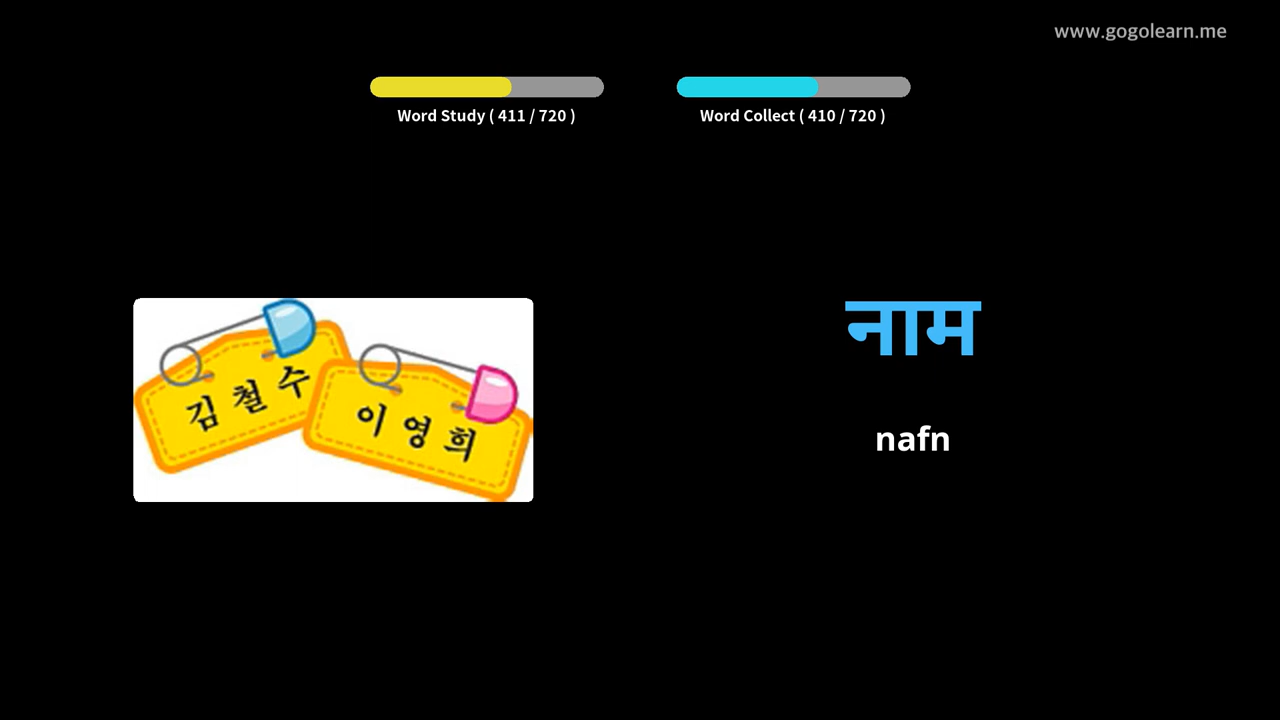 www.gogolearn.me
Word Study ( 411 / 720 )
Word Collect ( 410 / 720 )
김철수
이영희
नाम
nafn